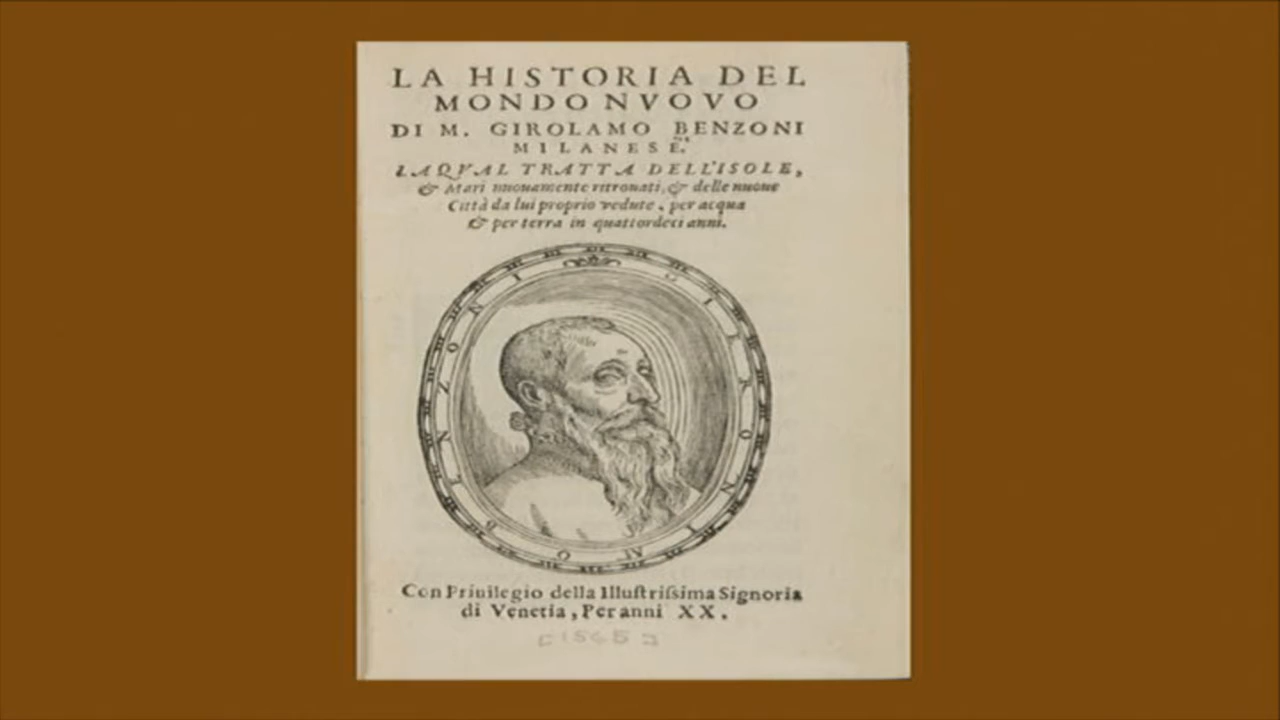 LA HISTORIA DEL
MONDO NVOVO
DI M. GIROLAMO BENZONI
MILANESE.
LAQVAL TRATTA DELL'ISOLE,
& Mari nuouamente ritrouati, & delle nuoue
Città da lui proprio vedute, per acqua
& per terra in quattordeci anni.
Con Priuilegio della Illustrissima Signoria
di Venetia, Per anni XX.
[1565]